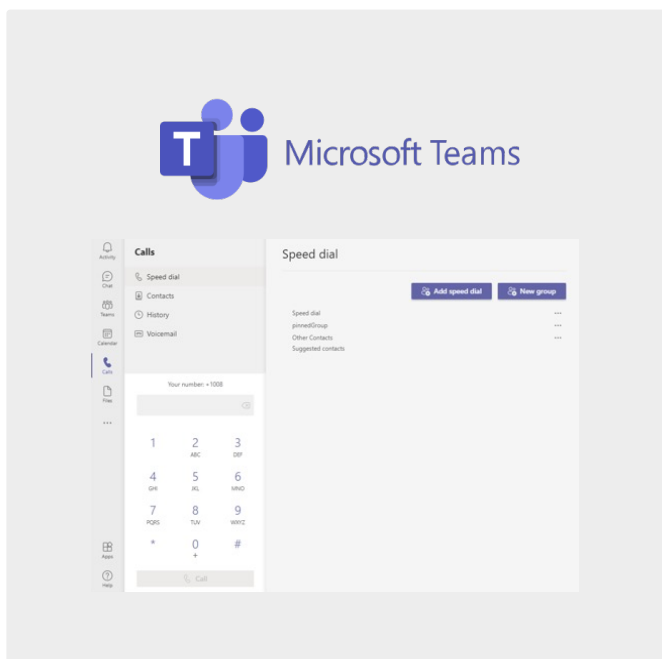 T
Microsoft Teams
Activity
Chat
Teams
Calendar
Calls
Files
Apps
Help
Calls
Speed dial
Contacts
History
Voicemail
Your number: +1008
1 2 3
ABC DEF
4 5 6
GHI JKL MNO
7 8 9
PQRS TUV WXYZ
* 0 #
+
Call
Speed dial
Add speed dial New group
Speed dial
pinnedGroup
Other Contacts
Suggested contacts